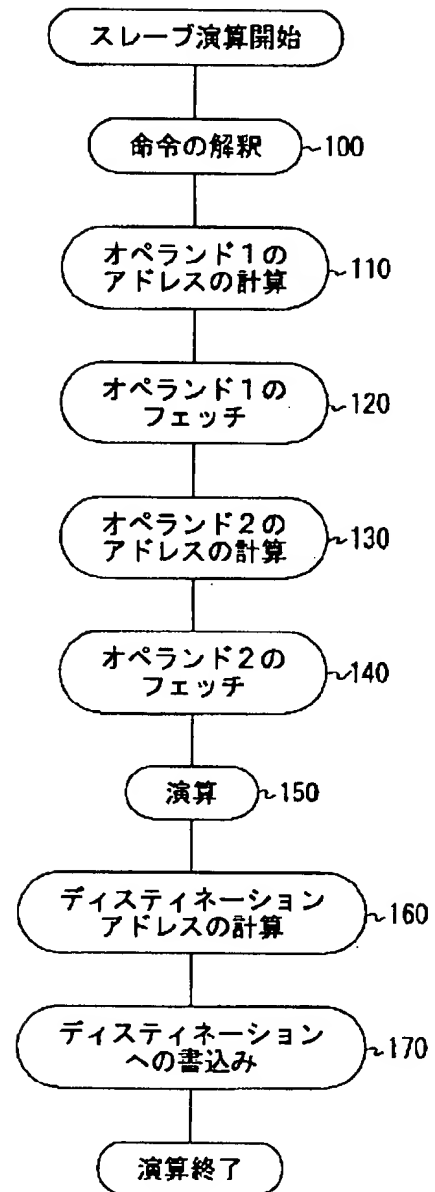 スレーブ演算開始
命令の解釈 ~100
オペランド1の
アドレスの計算 ~110
オペランド1の
フェッチ ~120
オペランド2の
アドレスの計算 ~130
オペランド2の
フェッチ ~140
演算 ~150
ディスティネーション
アドレスの計算 ~160
ディスティネーション
への書込み ~170
演算終了